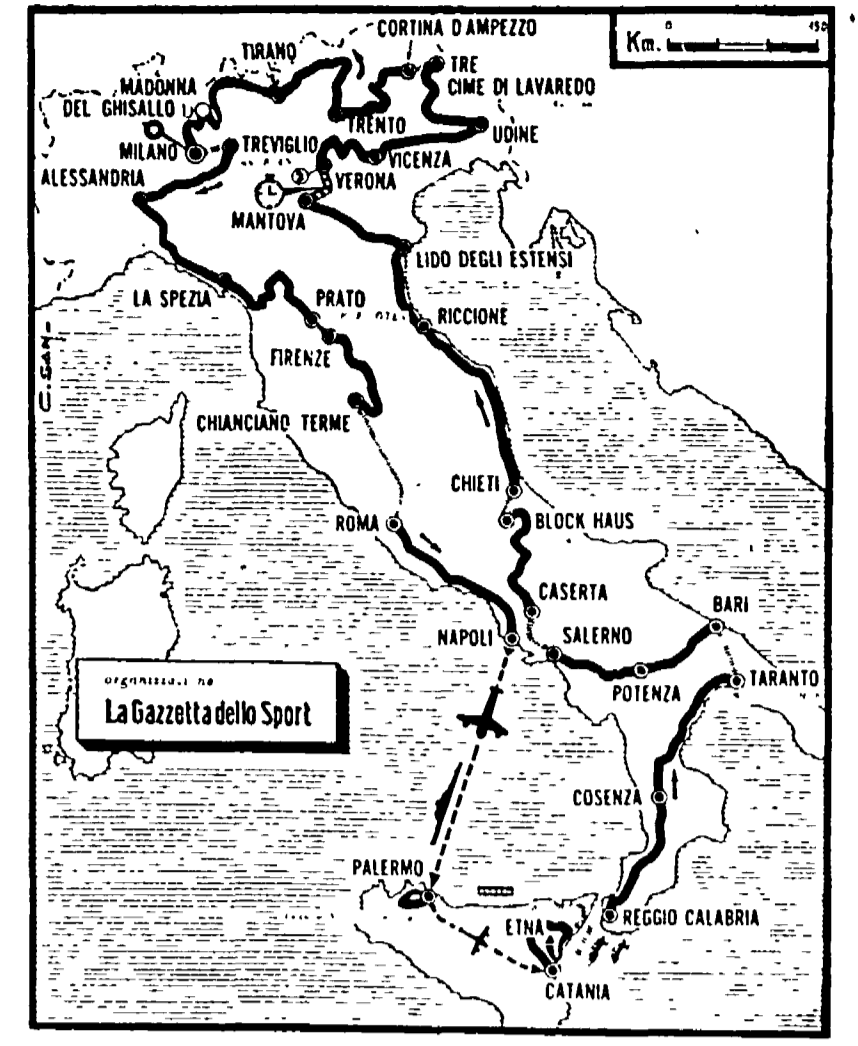 CORTINA D'AMPEZZO
Km. 0 150
TIRANO
TRE
CIME DI LAVAREDO
MADONNA
DEL GHISALLO
TRENTO
UDINE
MILANO
TREVIGLIO
VICENZA
ALESSANDRIA
VERONA
MANTOVA
LIDO DEGLI ESTENSI
LA SPEZIA
PRATO
RICCIONE
FIRENZE
CHIANCIANO TERME
CHIETI
ROMA
BLOCK HAUS
CASERTA
BARI
NAPOLI
SALERNO
POTENZA
TARANTO
La Gazzetta dello Sport
COSENZA
PALERMO
ETNA
REGGIO CALABRIA
CATANIA